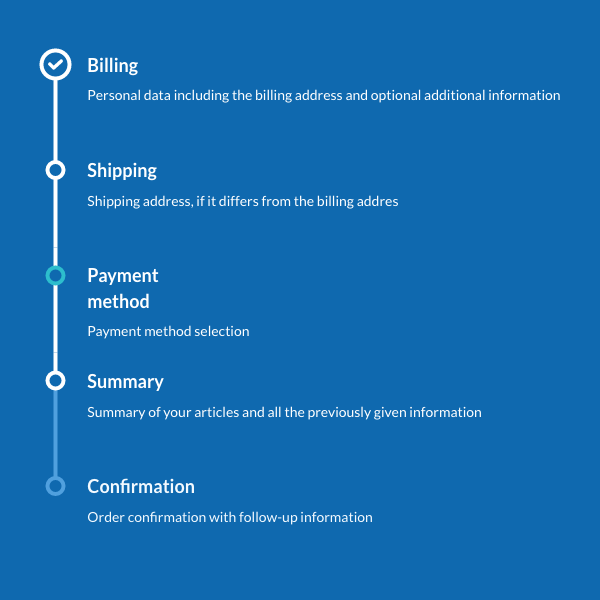 Billing
Personal data including the billing address and optional additional information
Shipping
Shipping address, if it differs from the billing addres
Payment
method
Payment method selection
Summary
Summary of your articles and all the previously given information
Confirmation
Order confirmation with follow-up information